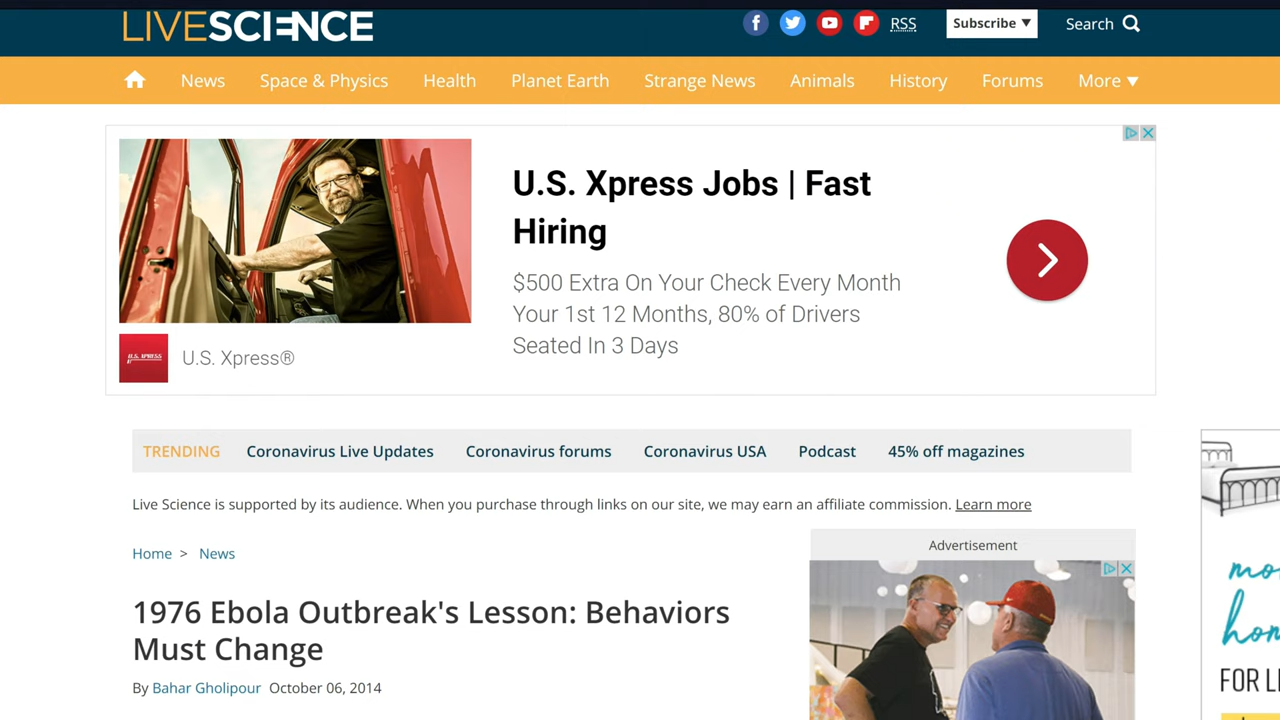 LIVESCIENCE
RSS
Subscribe ▼
Search
News
Space & Physics
Health
Planet Earth
Strange News
Animals
History
Forums
More ▼
U.S. Xpress Jobs | Fast
Hiring
$500 Extra On Your Check Every Month
Your 1st 12 Months, 80% of Drivers
Seated In 3 Days
U.S. XPRESS
U.S. Xpress®
TRENDING
Coronavirus Live Updates
Coronavirus forums
Coronavirus USA
Podcast
45% off magazines
Live Science is supported by its audience. When you purchase through links on our site, we may earn an affiliate commission. Learn more
Home > News
Advertisement
1976 Ebola Outbreak's Lesson: Behaviors
Must Change
By Bahar Gholipour October 06, 2014
FOR